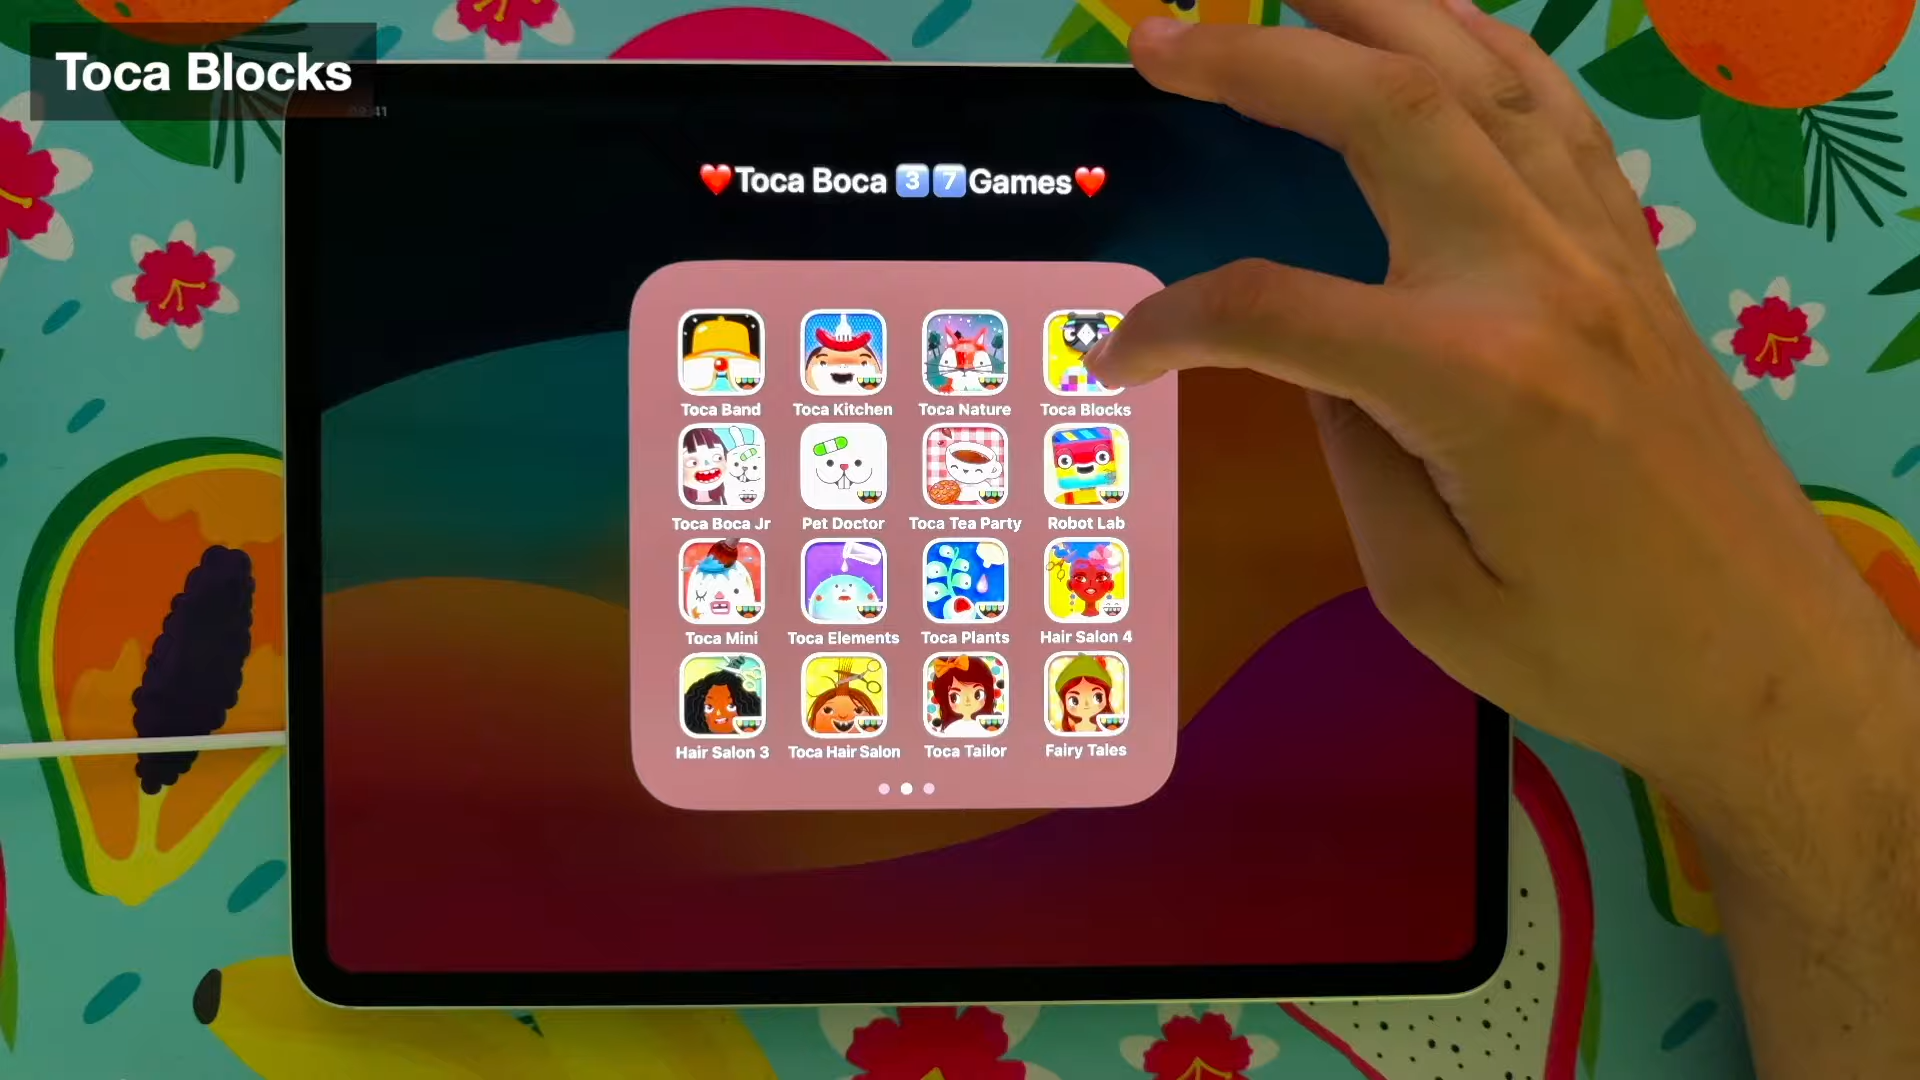 Toca Blocks
❤️Toca Boca 3️⃣7️⃣Games❤️
Toca Band
Toca Kitchen
Toca Nature
Toca Blocks
Toca Boca Jr
Pet Doctor
Toca Tea Party
Robot Lab
Toca Mini
Toca Elements
Toca Plants
Hair Salon 4
Hair Salon 3
Toca Hair Salon
Toca Tailor
Fairy Tales